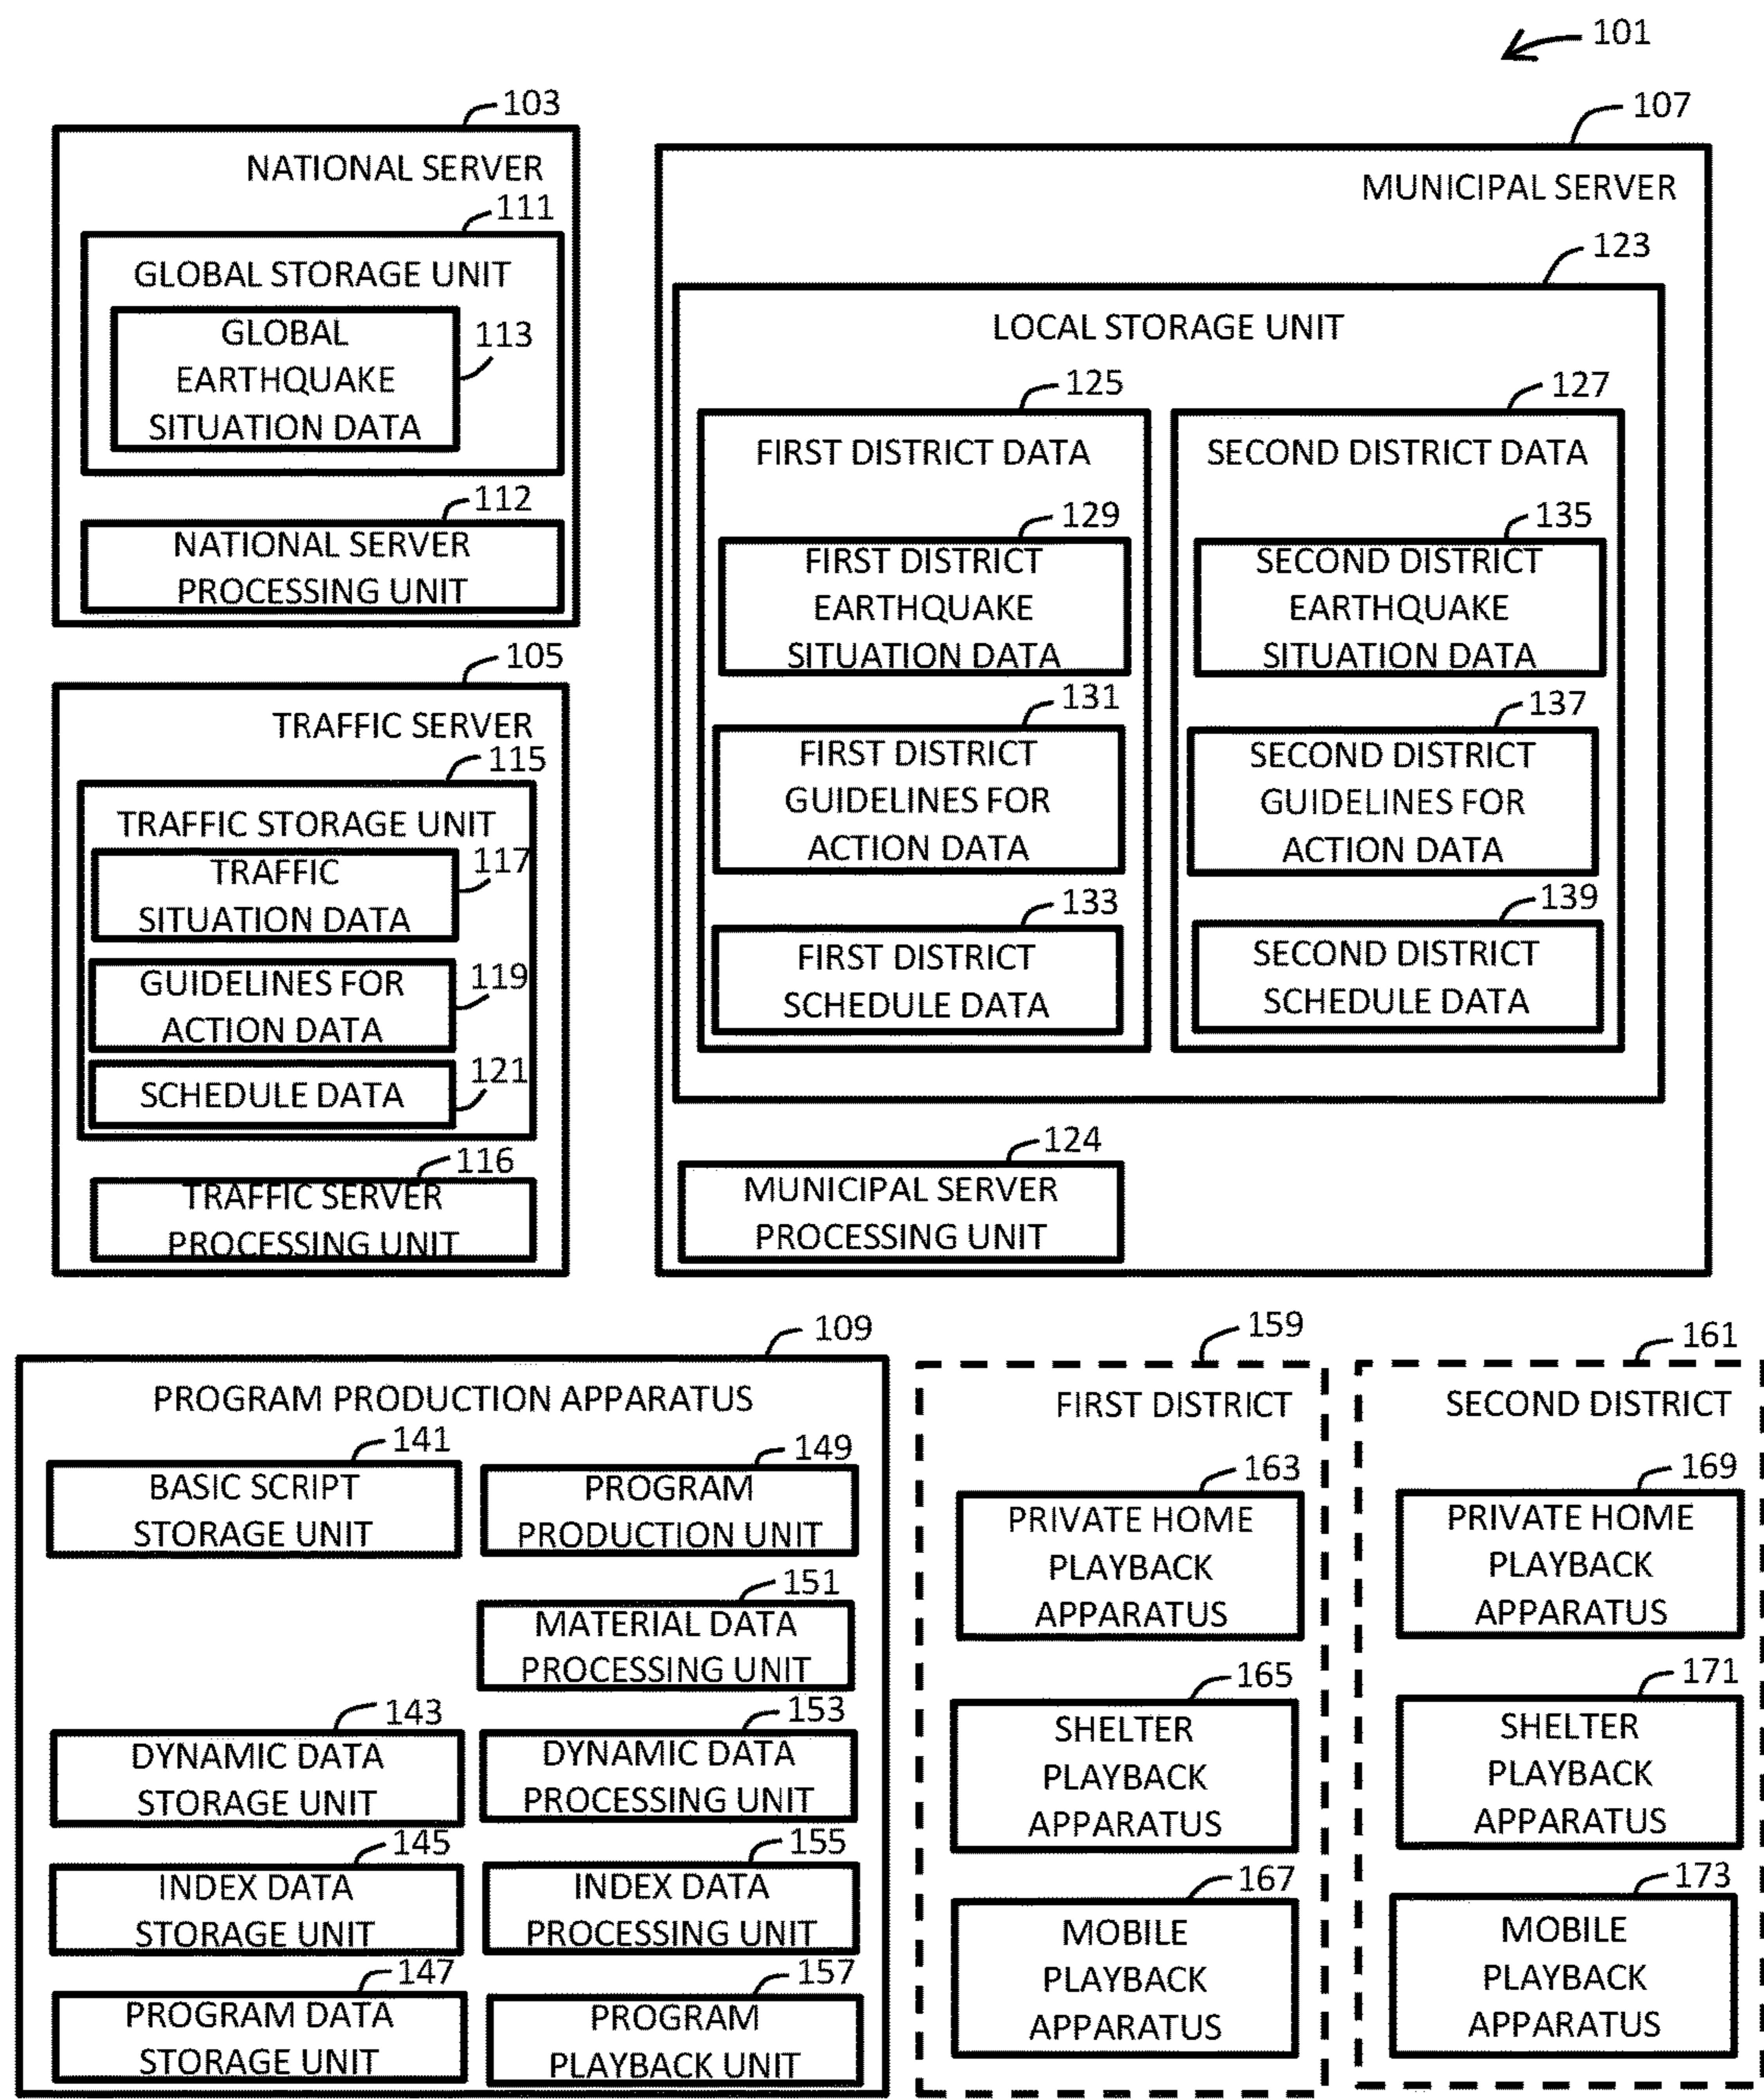 101
103
NATIONAL SERVER
111
GLOBAL STORAGE UNIT
GLOBAL
EARTHQUAKE
SITUATION DATA
113
112
NATIONAL SERVER
PROCESSING UNIT
105
TRAFFIC SERVER
115
TRAFFIC STORAGE UNIT
TRAFFIC
SITUATION DATA
117
GUIDELINES FOR
ACTION DATA
119
SCHEDULE DATA
121
116
TRAFFIC SERVER
PROCESSING UNIT
107
MUNICIPAL SERVER
123
LOCAL STORAGE UNIT
125
FIRST DISTRICT DATA
129
FIRST DISTRICT
EARTHQUAKE
SITUATION DATA
131
FIRST DISTRICT
GUIDELINES FOR
ACTION DATA
133
FIRST DISTRICT
SCHEDULE DATA
127
SECOND DISTRICT DATA
135
SECOND DISTRICT
EARTHQUAKE
SITUATION DATA
137
SECOND DISTRICT
GUIDELINES FOR
ACTION DATA
139
SECOND DISTRICT
SCHEDULE DATA
124
MUNICIPAL SERVER
PROCESSING UNIT
109
PROGRAM PRODUCTION APPARATUS
141
BASIC SCRIPT
STORAGE UNIT
149
PROGRAM
PRODUCTION UNIT
151
MATERIAL DATA
PROCESSING UNIT
143
DYNAMIC DATA
STORAGE UNIT
153
DYNAMIC DATA
PROCESSING UNIT
145
INDEX DATA
STORAGE UNIT
155
INDEX DATA
PROCESSING UNIT
147
PROGRAM DATA
STORAGE UNIT
157
PROGRAM
PLAYBACK UNIT
159
FIRST DISTRICT
163
PRIVATE HOME
PLAYBACK
APPARATUS
165
SHELTER
PLAYBACK
APPARATUS
167
MOBILE
PLAYBACK
APPARATUS
161
SECOND DISTRICT
169
PRIVATE HOME
PLAYBACK
APPARATUS
171
SHELTER
PLAYBACK
APPARATUS
173
MOBILE
PLAYBACK
APPARATUS